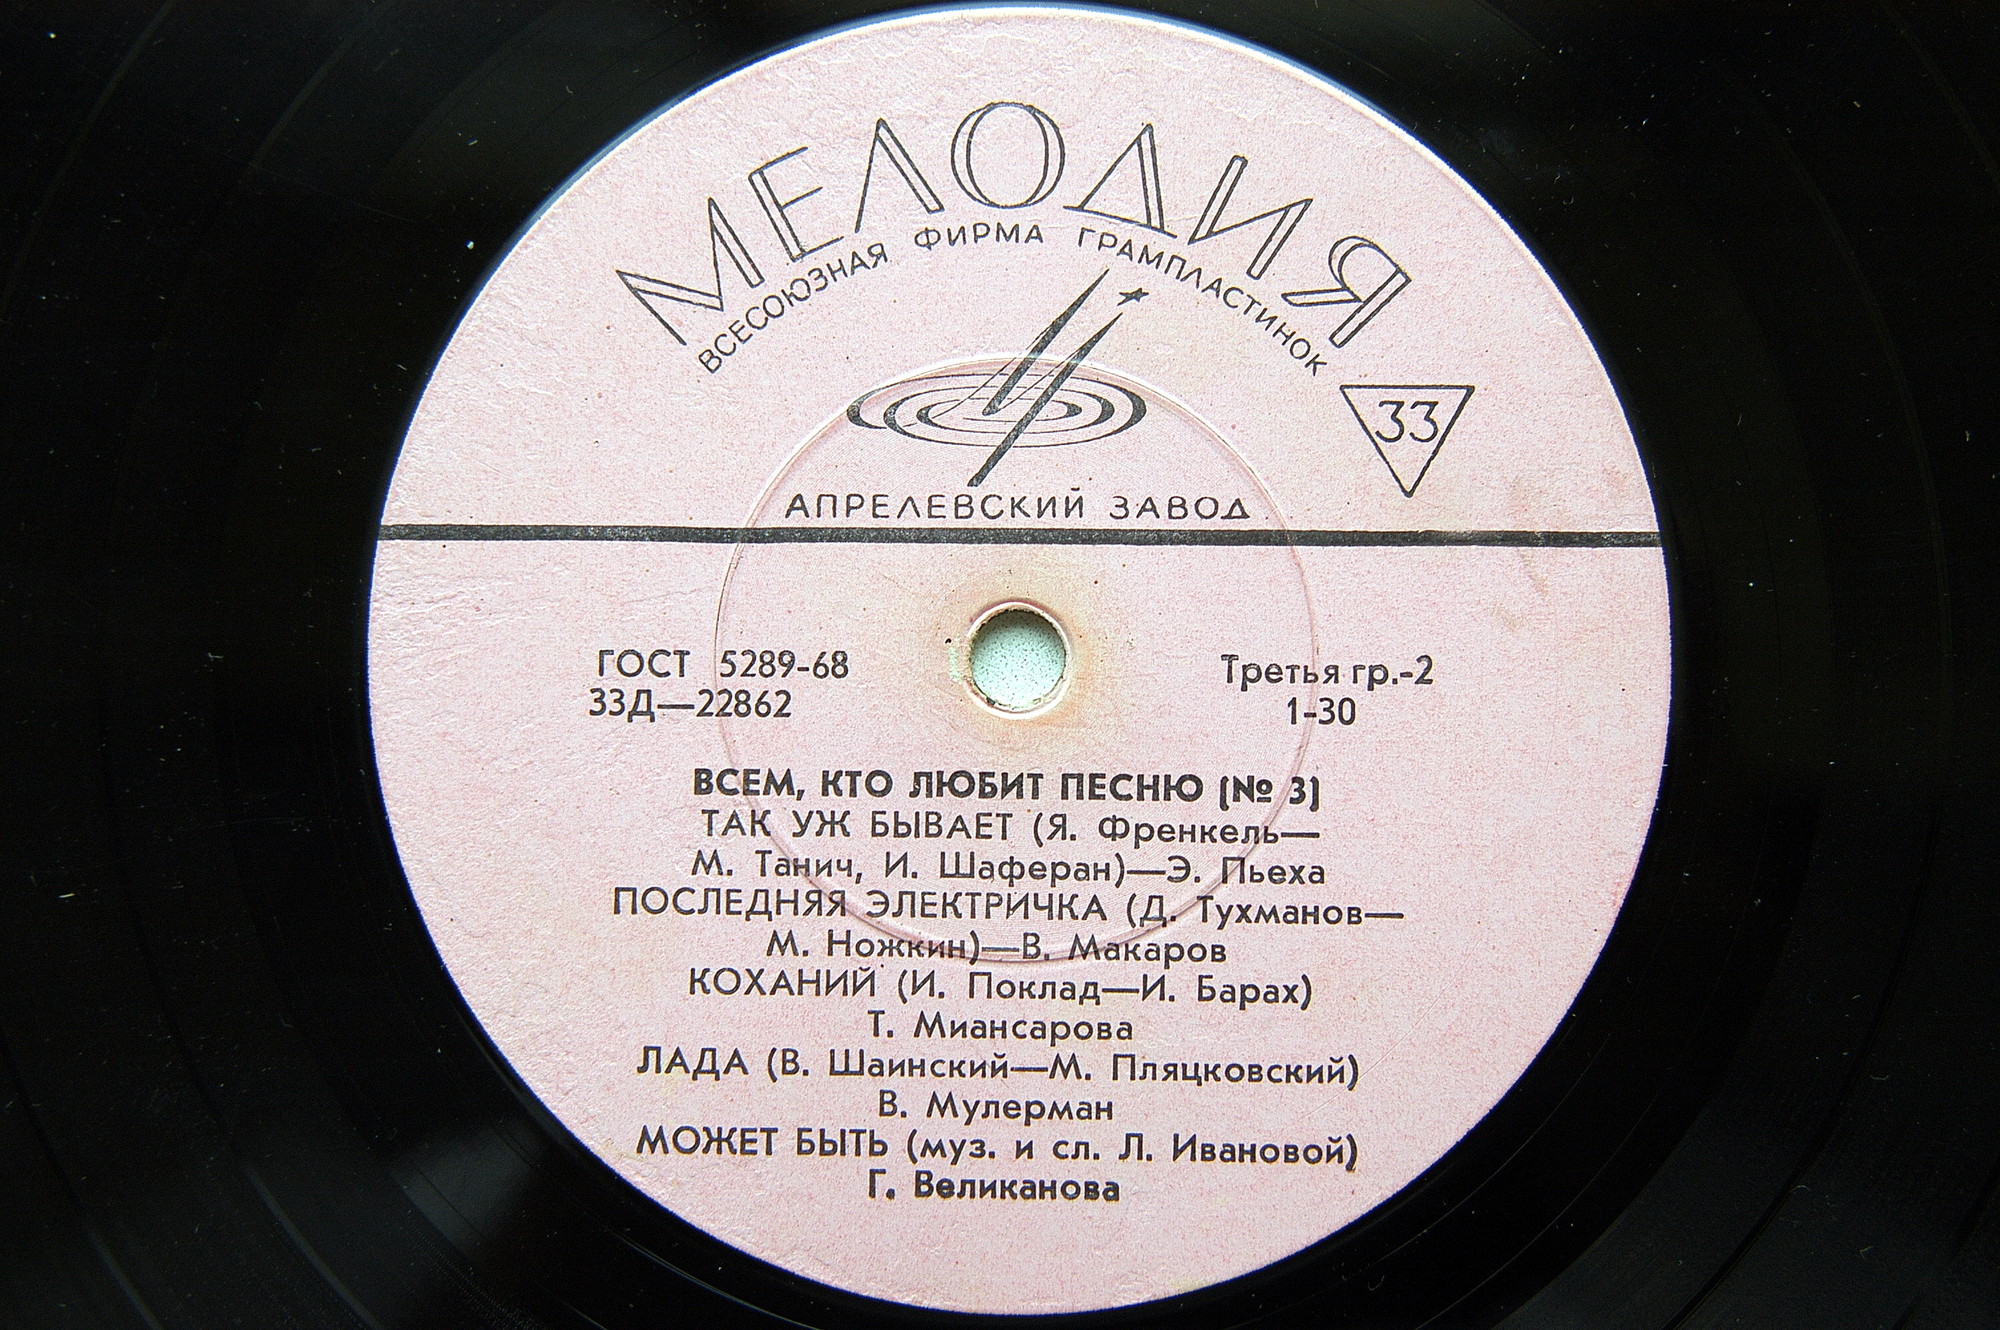 МЕЛОДИЯ
ВСЕСОЮЗНАЯ ФИРМА ГРАМПЛАСТИНОК
33
АПРЕЛЕВСКИЙ ЗАВОД
ГОСТ 5289-68
33Д—22862
Третья гр.-2
1-30
ВСЕМ, КТО ЛЮБИТ ПЕСНЮ (№ 3)
ТАК УЖ БЫВАЕТ (Я. Френкель—
М. Танич, И. Шаферан)—Э. Пьеха
ПОСЛЕДНЯЯ ЭЛЕКТРИЧКА (Д. Тухманов—
М. Ножкин)—В. Макаров
КОХАНИЙ (И. Поклад—И. Барах)
Т. Миансарова
ЛАДА (В. Шаинский—М. Пляцковский)
В. Мулерман
МОЖЕТ БЫТЬ (муз. и сл. Л. Ивановой)
Г. Великанова